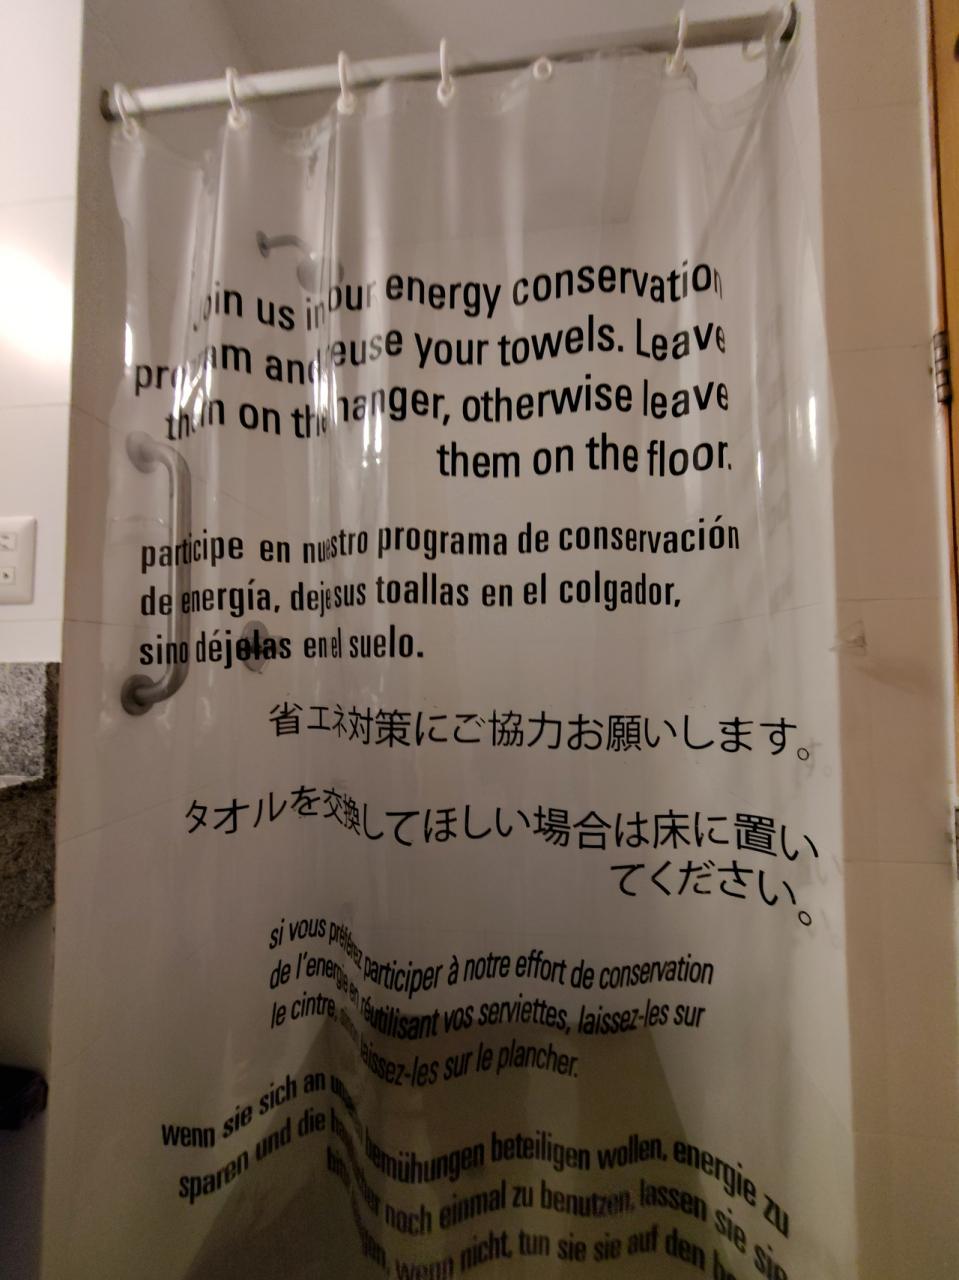 Join us in our energy conservation
program and reuse your towels. Leave
them on the hanger, otherwise leave
them on the floor.
participe en nuestro programa de conservación
de energía, deje sus toallas en el colgador,
sino déjelas en el suelo.
省エネ対策にご協力お願いします。
タオルを交換してほしい場合は床に置い
てください。
si vous préférez participer à notre effort de conservation
de l'energie en réutilisant vos serviettes, laissez-les sur
le cintre, laissez-les sur le plancher.
wenn sie sich an bemühungen beteiligen wollen, energie zu
sparen und die noch einmal zu benutzen, lassen sie sie
wenn nicht, tun sie sie auf den